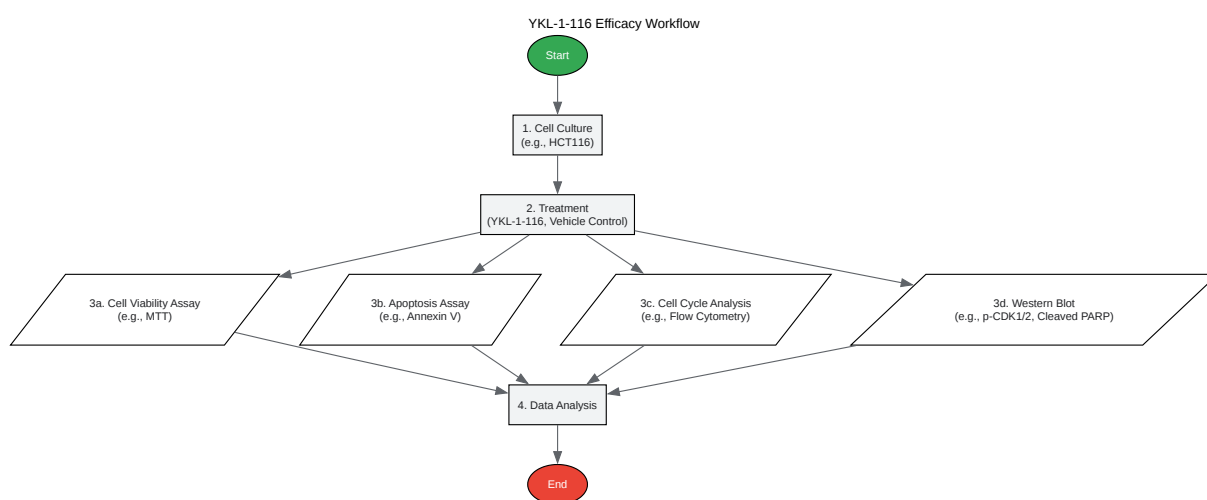 YKL-1-116 Efficacy Workflow
Start
1. Cell Culture
(e.g., HCT116)
2. Treatment
(YKL-1-116, Vehicle Control)
3a. Cell Viability Assay
(e.g., MTT)
3b. Apoptosis Assay
(e.g., Annexin V)
3c. Cell Cycle Analysis
(e.g., Flow Cytometry)
3d. Western Blot
(e.g., p-CDK1/2, Cleaved PARP)
4. Data Analysis
End